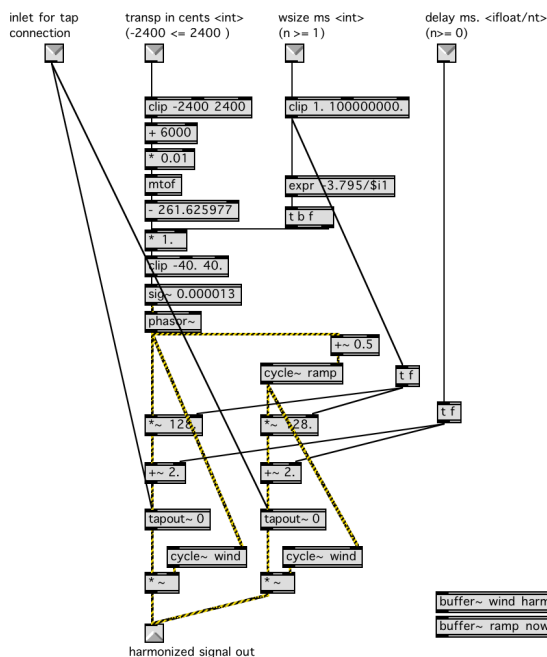 inlet for tap
connection
transp in cents <int>
(-2400 <= 2400 )
wsize ms <int>
(n >= 1)
delay ms. <ifloat/nt>
(n>= 0)
clip -2400 2400
clip 1. 100000000.
+ 6000
* 0.01
mtof
expr -3.795/$i1
- 261.625977
t b f
* 1.
clip -40. 40.
sig~ 0.000013
phasor~
+~ 0.5
cycle~ ramp
t f
*~ 128.
*~ 128.
t f
+~ 2.
+~ 2.
tapout~ 0
tapout~ 0
cycle~ wind
cycle~ wind
*~
*~
buffer~ wind harm
buffer~ ramp now
harmonized signal out